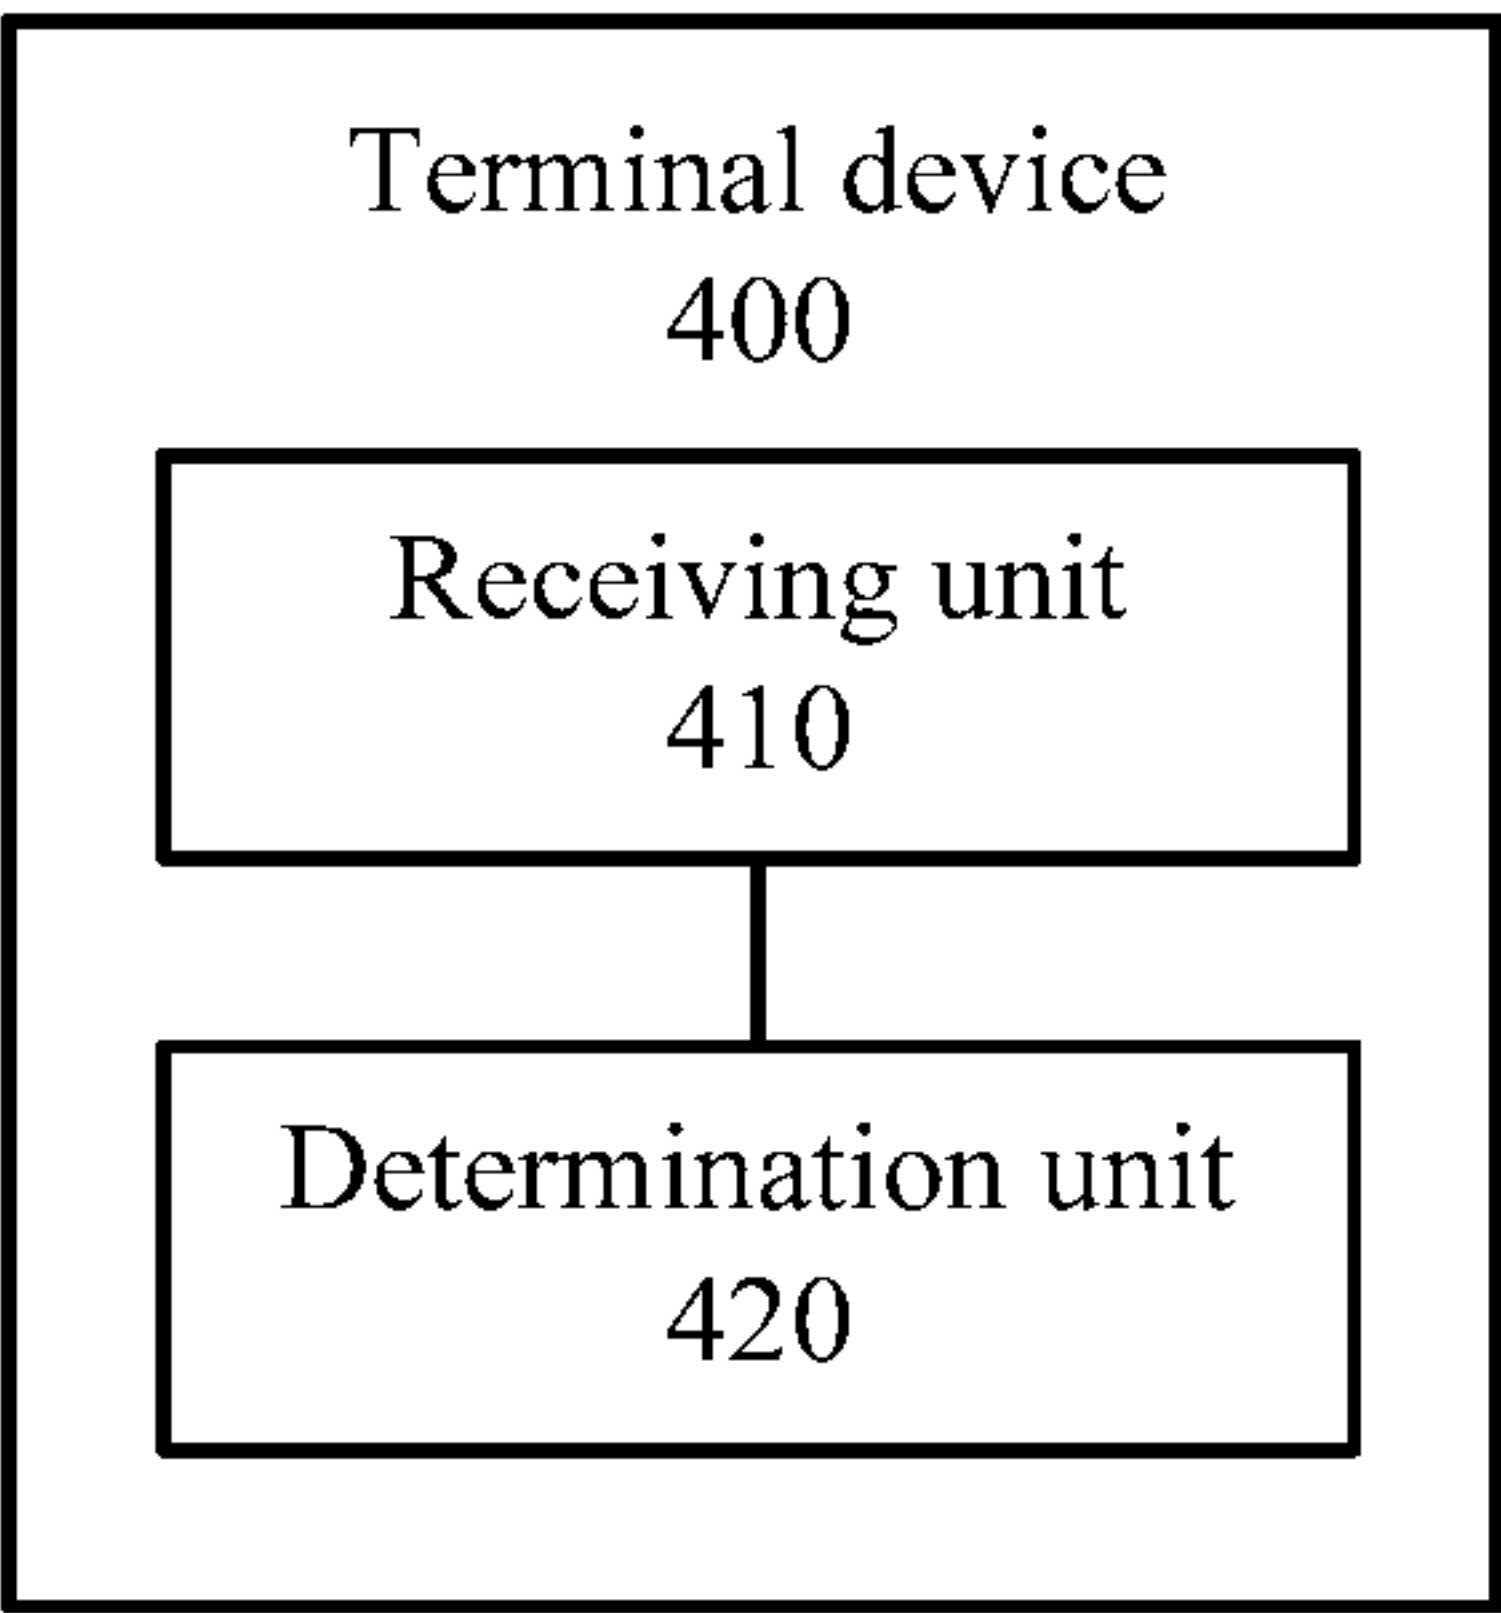 Terminal device
400
Receiving unit
410
Determination unit
420